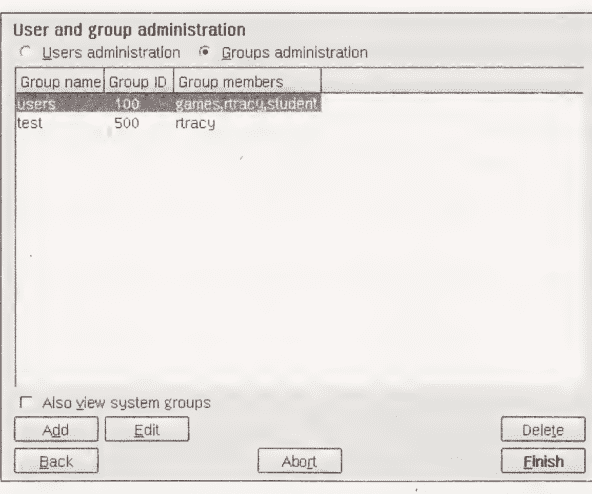 User and group administration
Users administration Groups administration
Group name Group ID Group members
users 100 games,rtracy,student
test 500 rtracy
Also view system groups
Add Edit Delete
Back Abort Finish